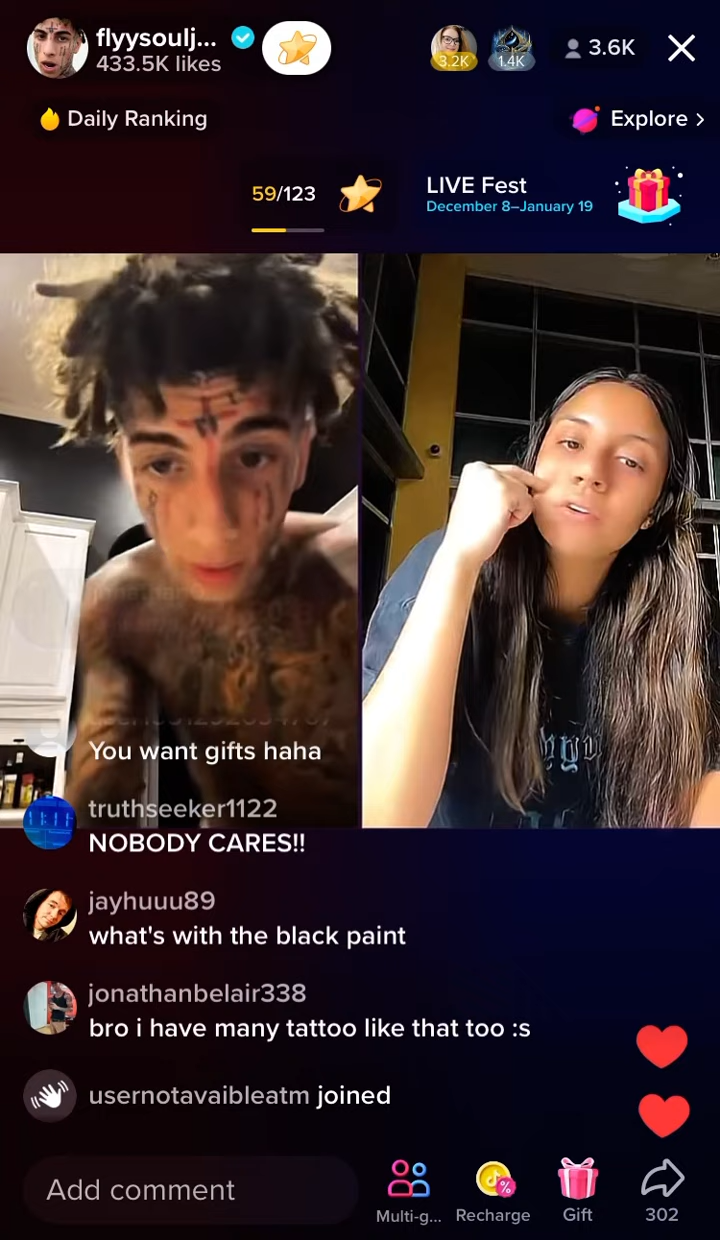 flyysoulj...
433.5K likes
3.2K
1.4K
3.6K
Daily Ranking
Explore
59/123
LIVE Fest
December 8–January 19
You want gifts haha
truthseeker1122
NOBODY CARES!!
jayhuuu89
what's with the black paint
jonathanbelair338
bro i have many tattoo like that too :s
usernotavaibleatm joined
Add comment
Multi-g...
Recharge
Gift
302